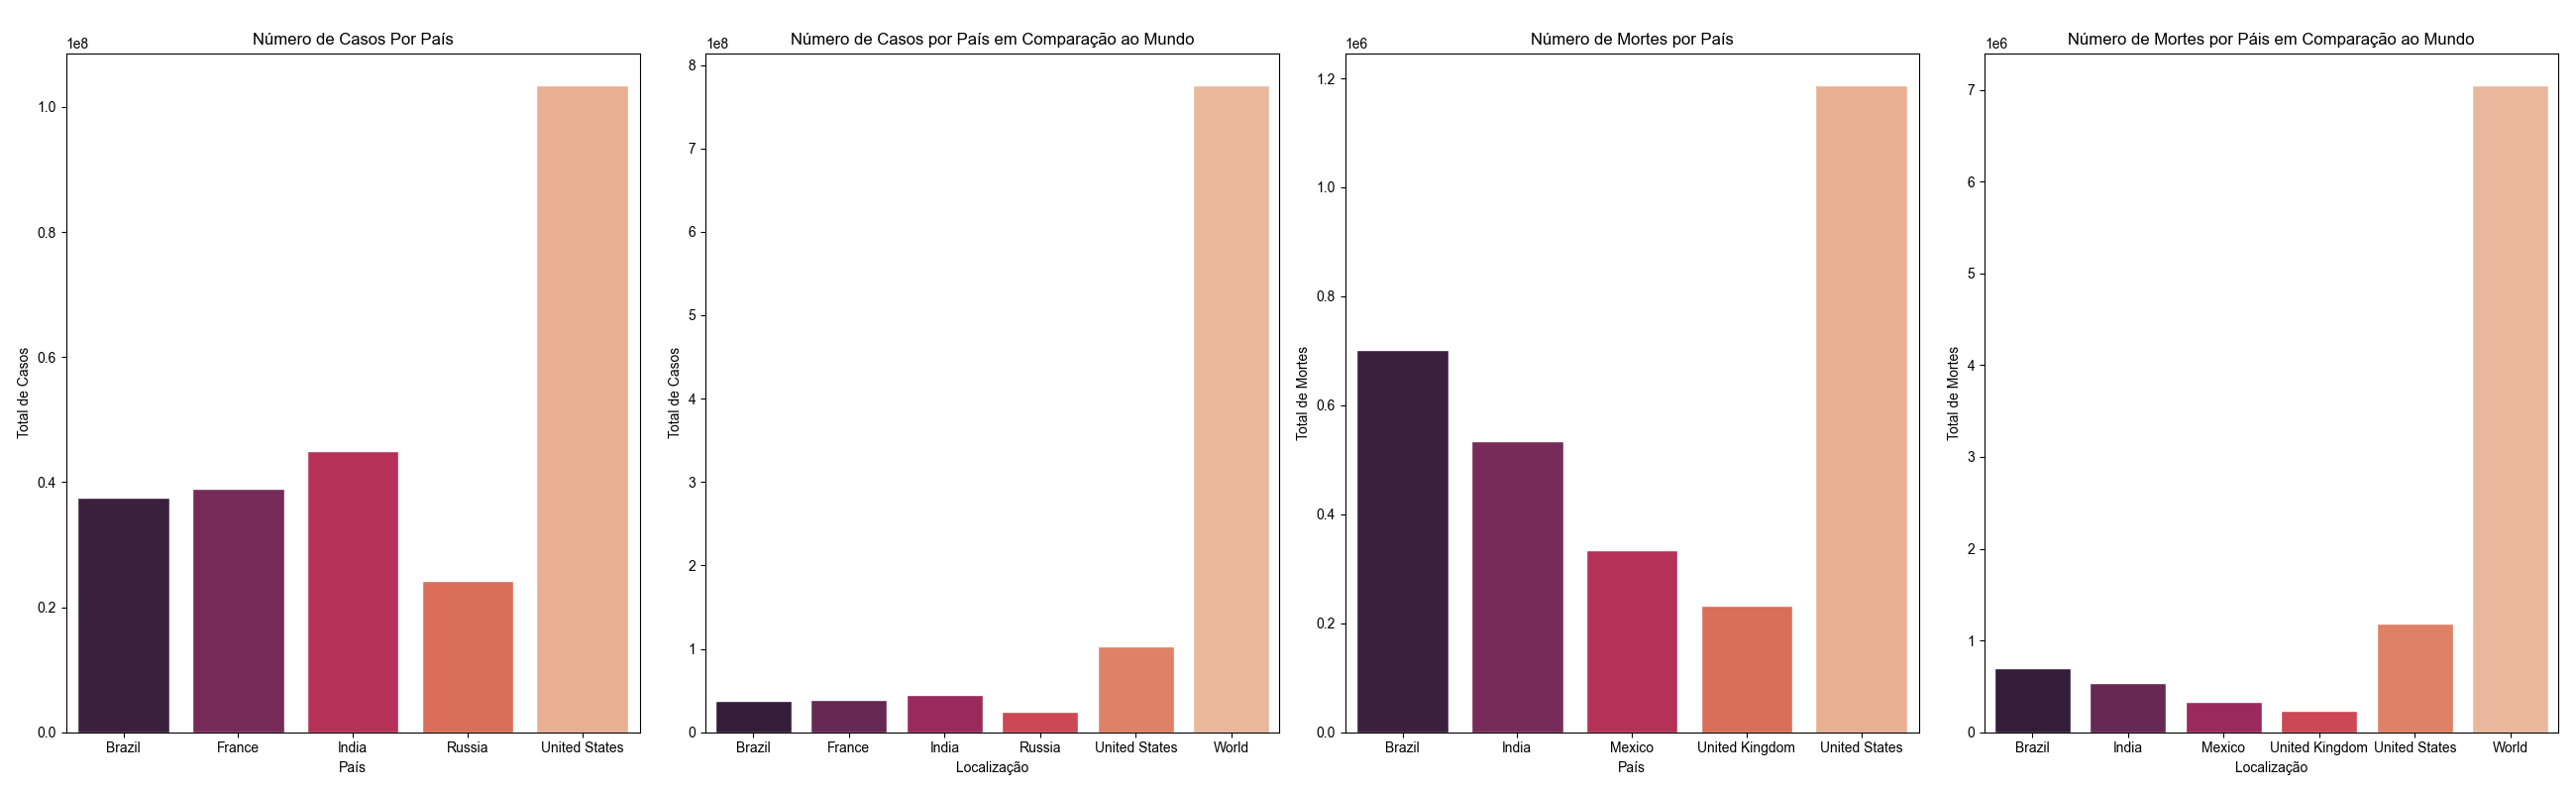 Número de Casos Por País
1e8
1.0
0.8
0.6
0.4
0.2
0.0
Total de Casos
Brazil France India Russia United States
País
Número de Casos por País em Comparação ao Mundo
1e8
8
7
6
5
4
3
2
1
0
Total de Casos
Brazil France India Russia United States World
Localização
Número de Mortes por País
1e6
1.2
1.0
0.8
0.6
0.4
0.2
0.0
Total de Mortes
Brazil India Mexico United Kingdom United States
País
Número de Mortes por Páis em Comparação ao Mundo
1e6
7
6
5
4
3
2
1
0
Total de Mortes
Brazil India Mexico United Kingdom United States World
Localização